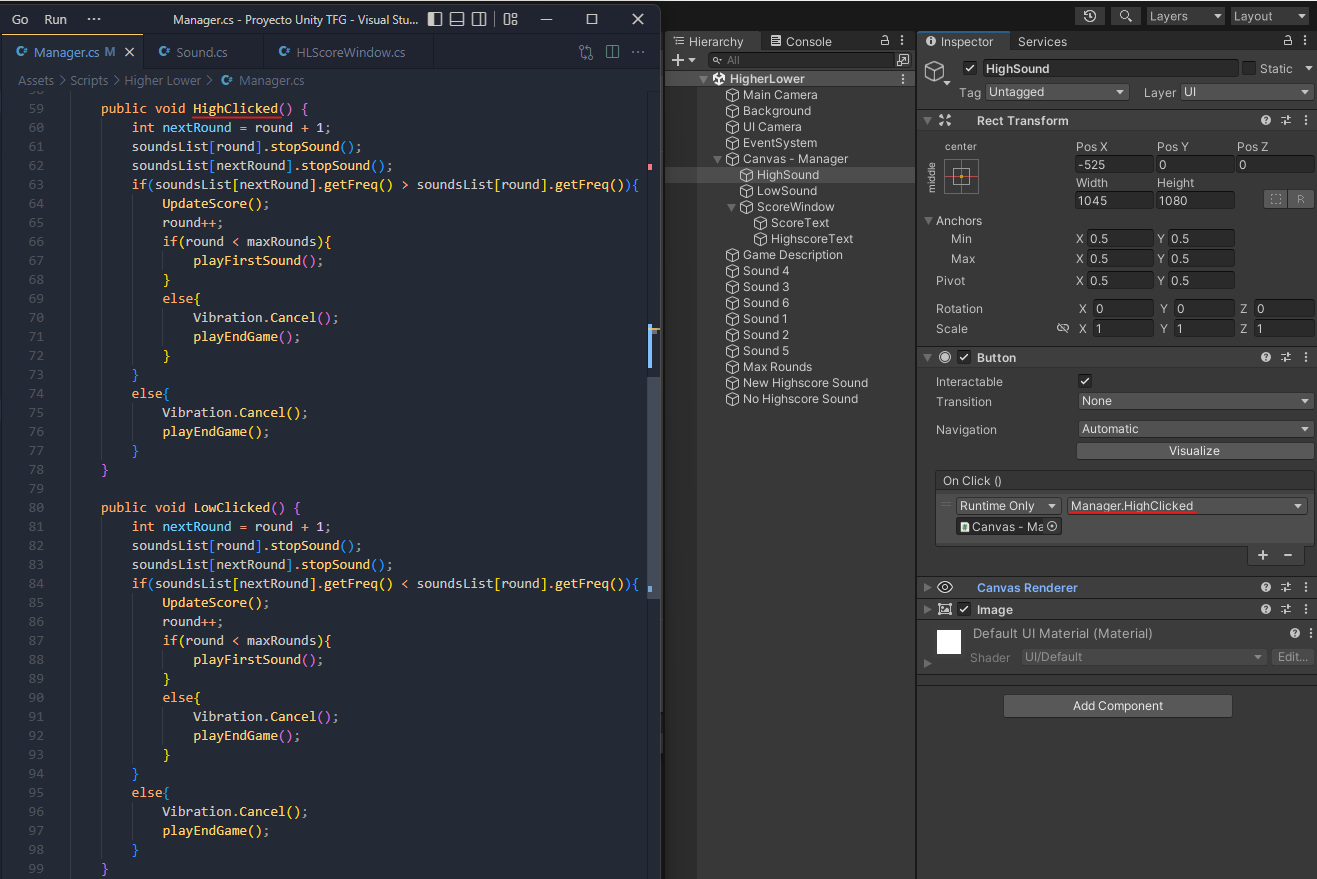 Go Run ··· Manager.cs - Proyecto Unity TFG - Visual Stu...
Manager.cs M Sound.cs HLScoreWindow.cs
Assets > Scripts > Higher Lower > Manager.cs
59 public void HighClicked() {
60 int nextRound = round + 1;
61 soundsList[round].stopSound();
62 soundsList[nextRound].stopSound();
63 if(soundsList[nextRound].getFreq() > soundsList[round].getFreq()){
64 UpdateScore();
65 round++;
66 if(round < maxRounds){
67 playFirstSound();
68 }
69 else{
70 Vibration.Cancel();
71 playEndGame();
72 }
73 }
74 else{
75 Vibration.Cancel();
76 playEndGame();
77 }
78 }
79
80 public void LowClicked() {
81 int nextRound = round + 1;
82 soundsList[round].stopSound();
83 soundsList[nextRound].stopSound();
84 if(soundsList[nextRound].getFreq() < soundsList[round].getFreq()){
85 UpdateScore();
86 round++;
87 if(round < maxRounds){
88 playFirstSound();
89 }
90 else{
91 Vibration.Cancel();
92 playEndGame();
93 }
94 }
95 else{
96 Vibration.Cancel();
97 playEndGame();
98 }
99 }
Layers Layout
Hierarchy Console
All
HigherLower
Main Camera
Background
UI Camera
EventSystem
Canvas - Manager
HighSound
LowSound
ScoreWindow
ScoreText
HighscoreText
Game Description
Sound 4
Sound 3
Sound 6
Sound 1
Sound 2
Sound 5
Max Rounds
New Highscore Sound
No Highscore Sound
Inspector Services
HighSound Static
Tag Untagged Layer UI
Rect Transform
center Pos X Pos Y Pos Z
middle -525 0 0
Width Height
1045 1080 R
Anchors
Min X 0.5 Y 0.5
Max X 0.5 Y 0.5
Pivot X 0.5 Y 0.5
Rotation X 0 Y 0 Z 0
Scale X 1 Y 1 Z 1
Button
Interactable
Transition None
Navigation Automatic
Visualize
On Click ()
Runtime Only Manager.HighClicked
Canvas - Ma
+ −
Canvas Renderer
Image
Default UI Material (Material)
Shader UI/Default Edit...
Add Component